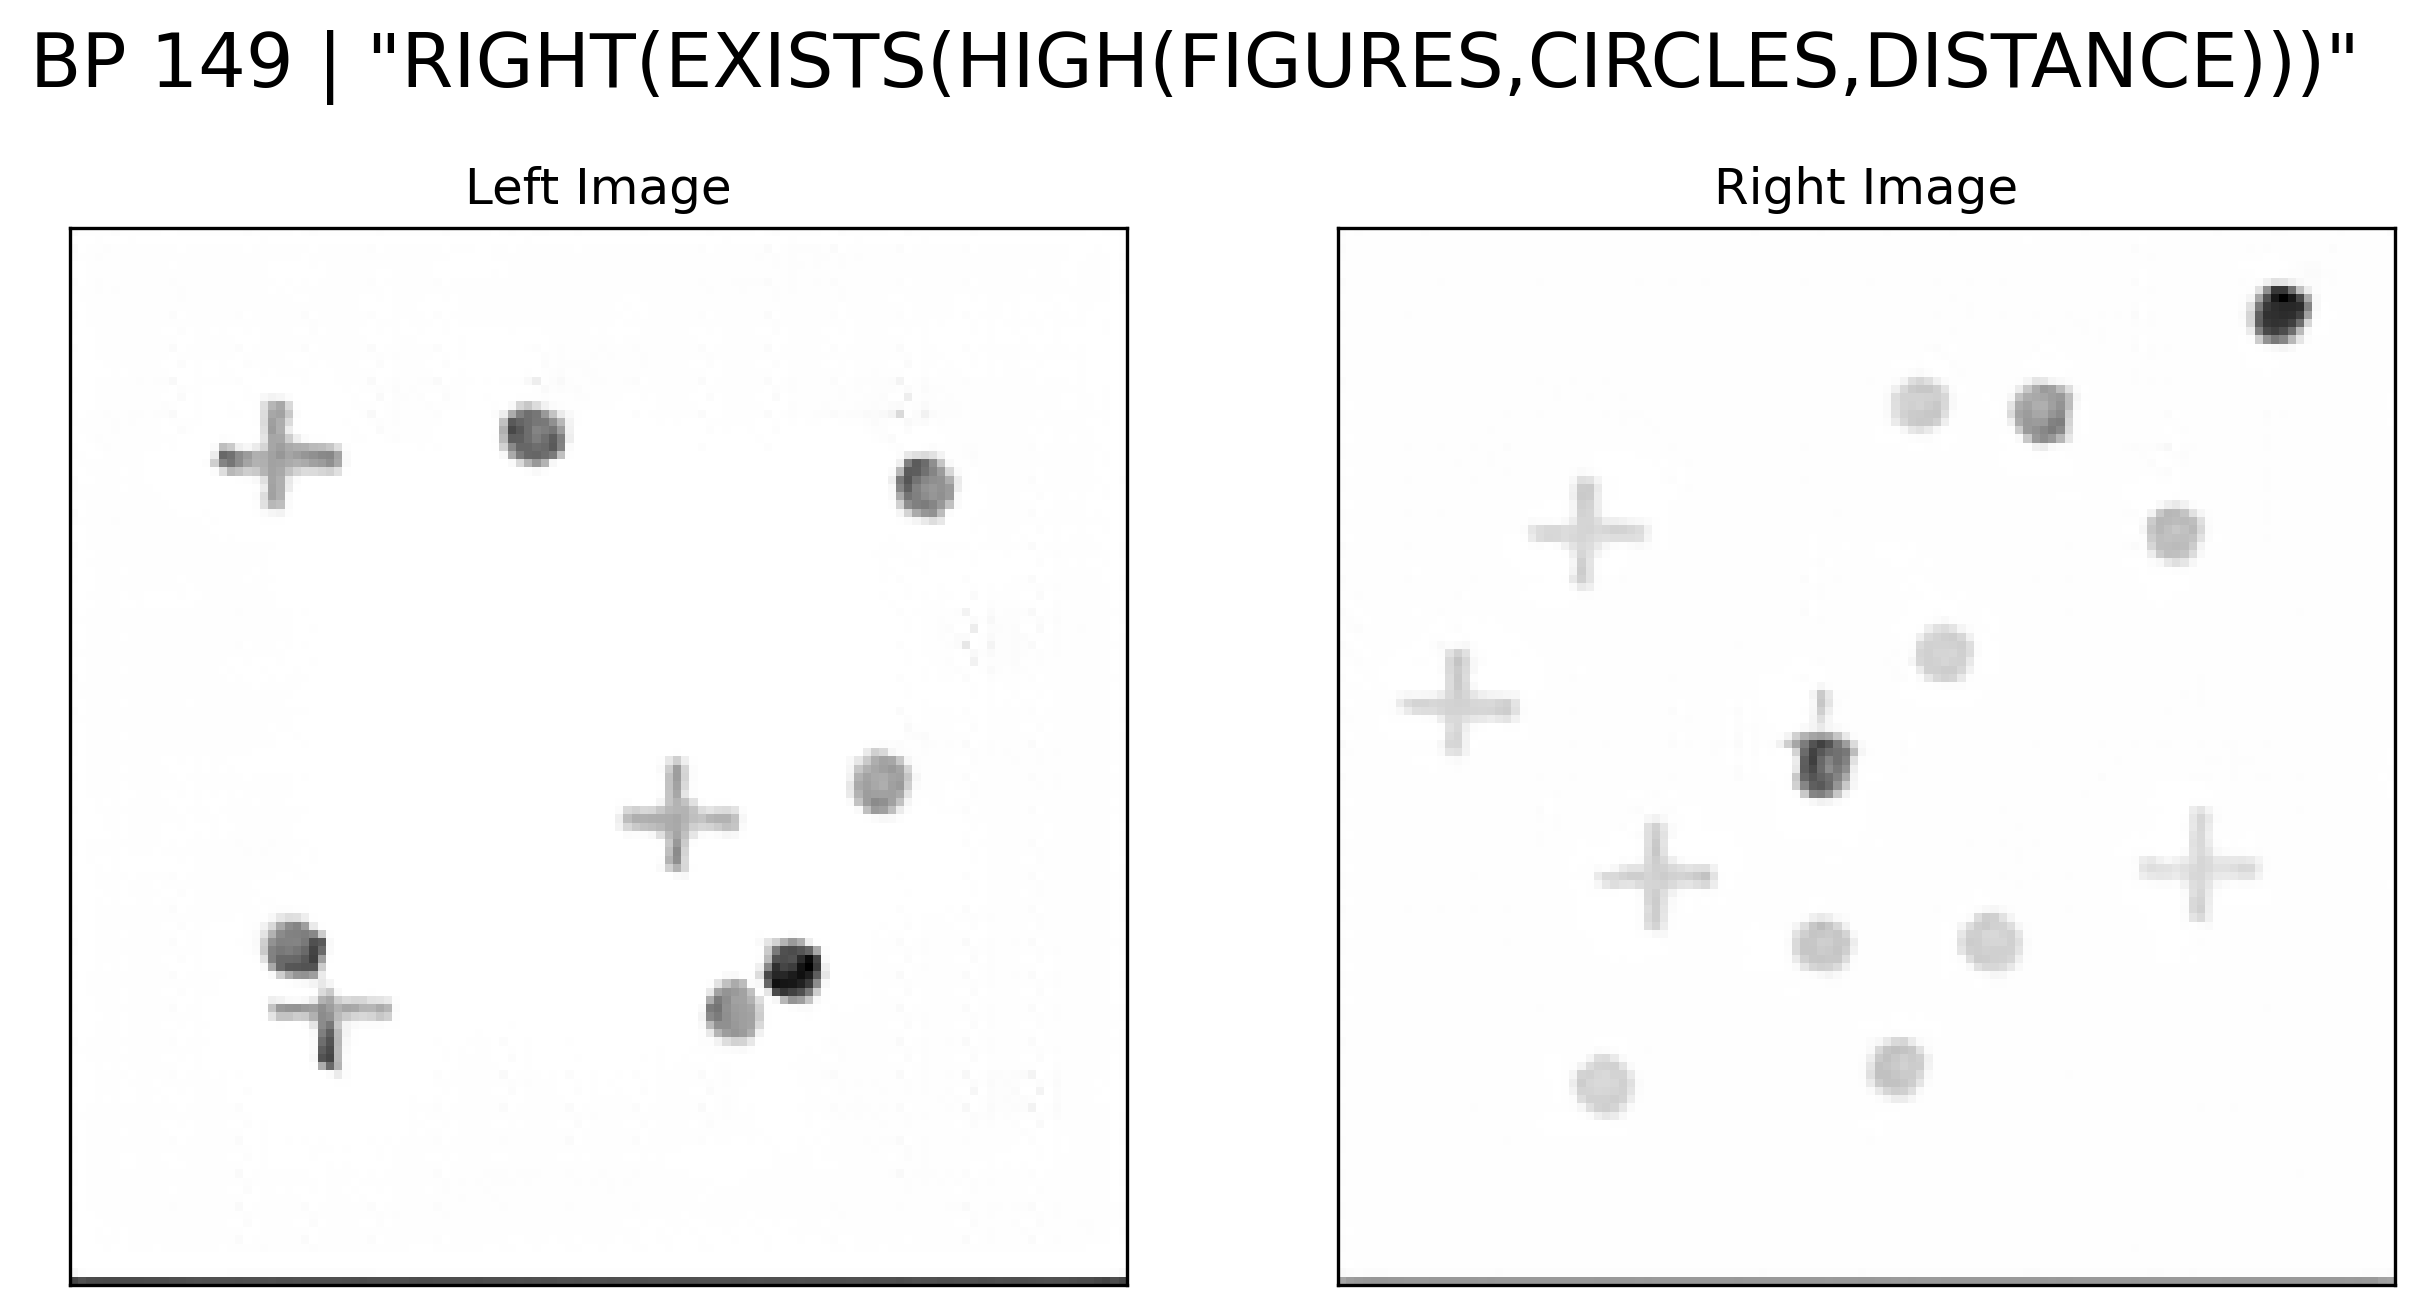 BP 149 | "RIGHT(EXISTS(HIGH(FIGURES,CIRCLES,DISTANCE)))"
Left Image
Right Image